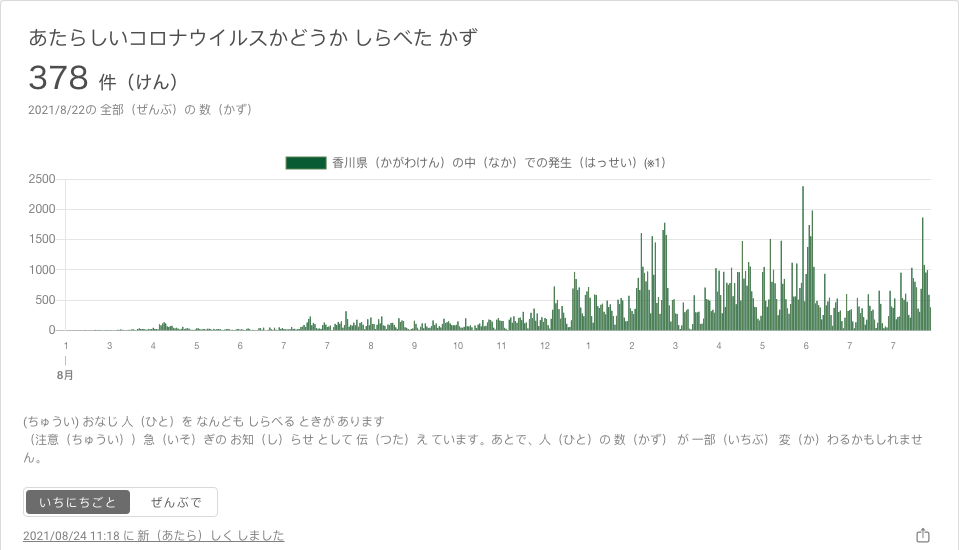 あたらしいコロナウイルスかどうか しらべた かず
378 件（けん）
2021/8/22の 全部（ぜんぶ）の 数（かず）
香川県（かがわけん）の中（なか）での発生（はっせい）(※1)
2500
2000
1500
1000
500
0
1 3 4 5 6 7 7 8 9 10 11 12 1 2 3 4 5 6 7 7
8月
(ちゅうい) おなじ 人（ひと）を なんども しらべる ときが あります
（注意（ちゅうい））急（いそ）ぎの お知（し）らせ として 伝（つた）え ています。あとで、人（ひと）の 数（かず） が 一部（いちぶ） 変（か）わるかもしれませ
ん。
いちにちごと ぜんぶで
2021/08/24 11:18 に 新（あたら）しく しました